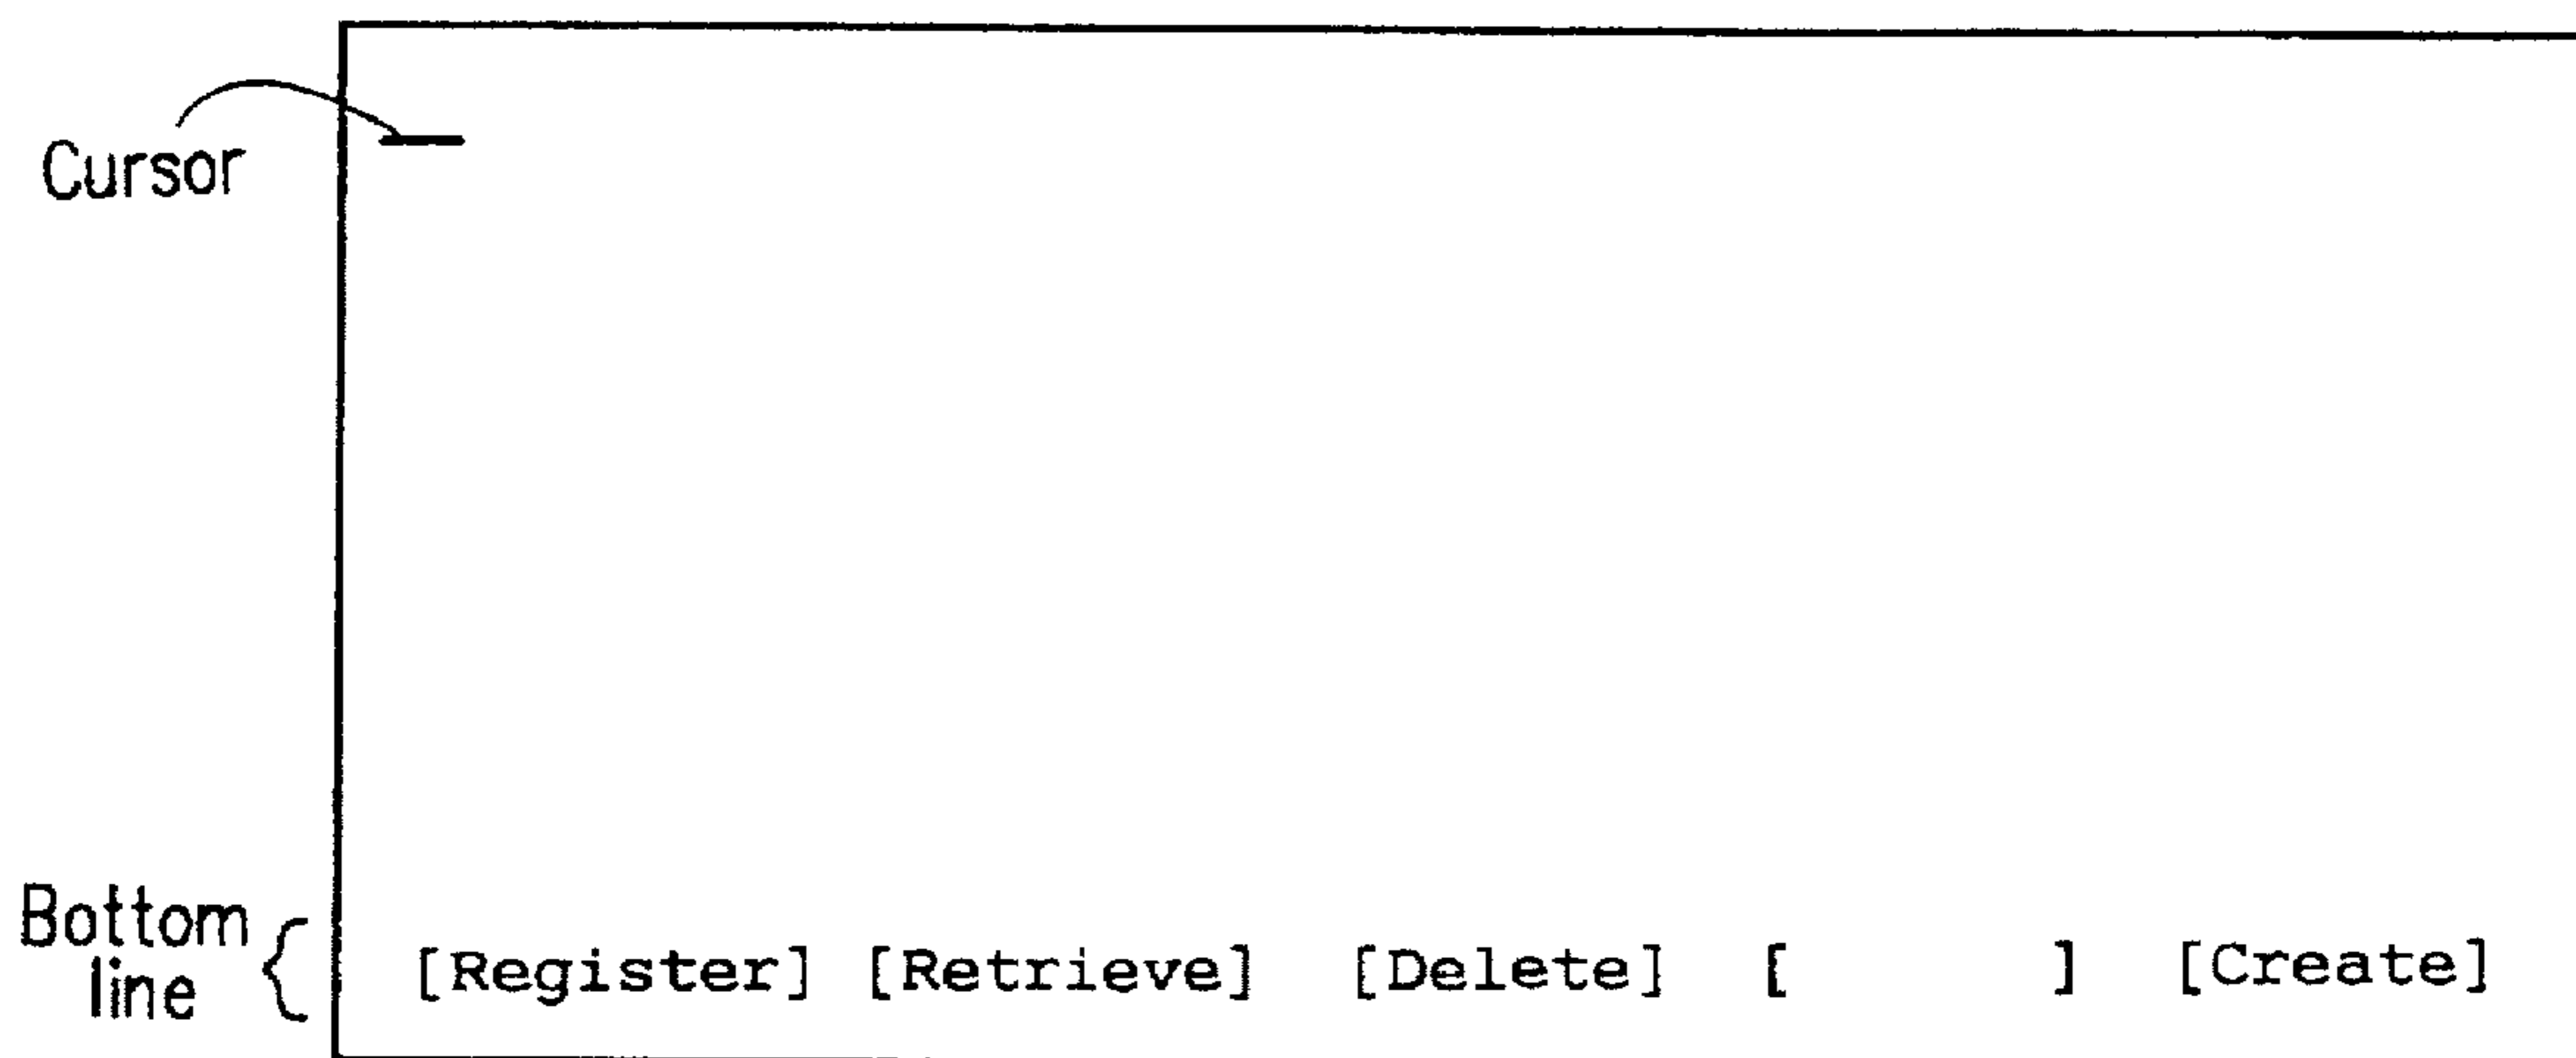 Cursor
Bottom
line
[Register] [Retrieve] [Delete] [ ] [Create]